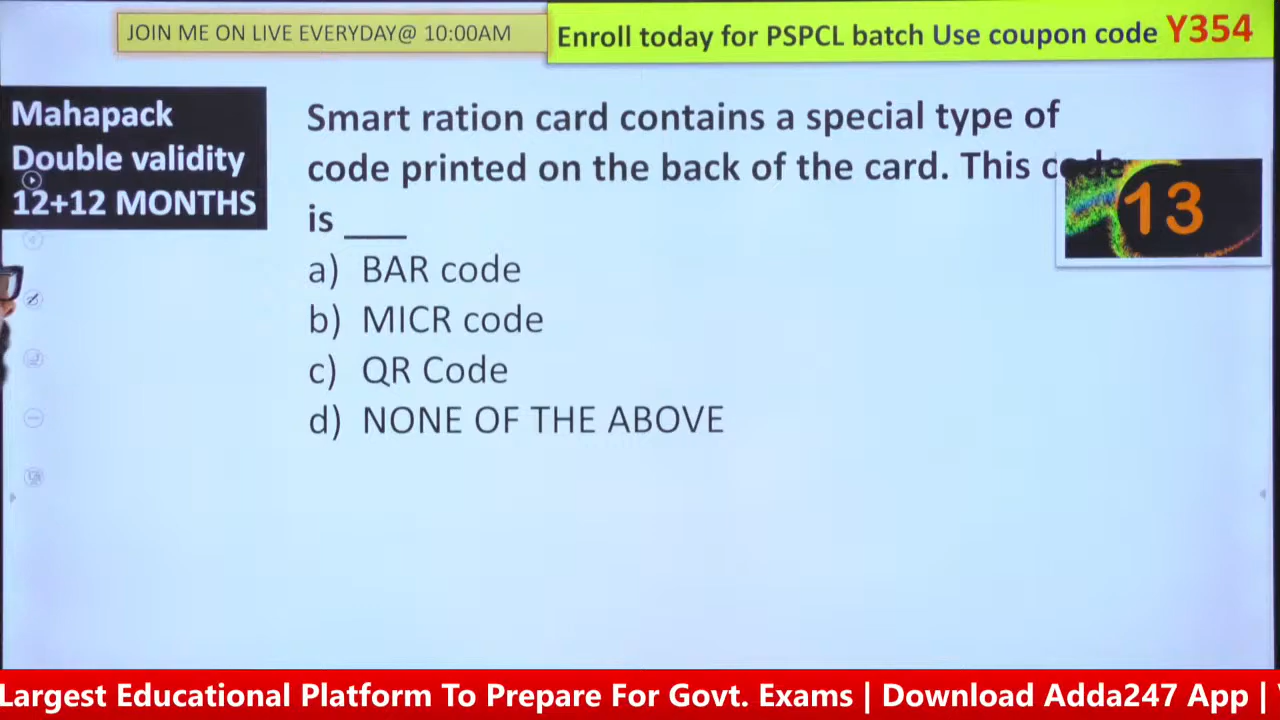 JOIN ME ON LIVE EVERYDAY@ 10:00AM
Enroll today for PSPCL batch Use coupon code Y354
Mahapack
Double validity
12+12 MONTHS
Smart ration card contains a special type of
code printed on the back of the card. This code
is ___
13
a) BAR code
b) MICR code
c) QR Code
d) NONE OF THE ABOVE
Largest Educational Platform To Prepare For Govt. Exams | Download Adda247 App |